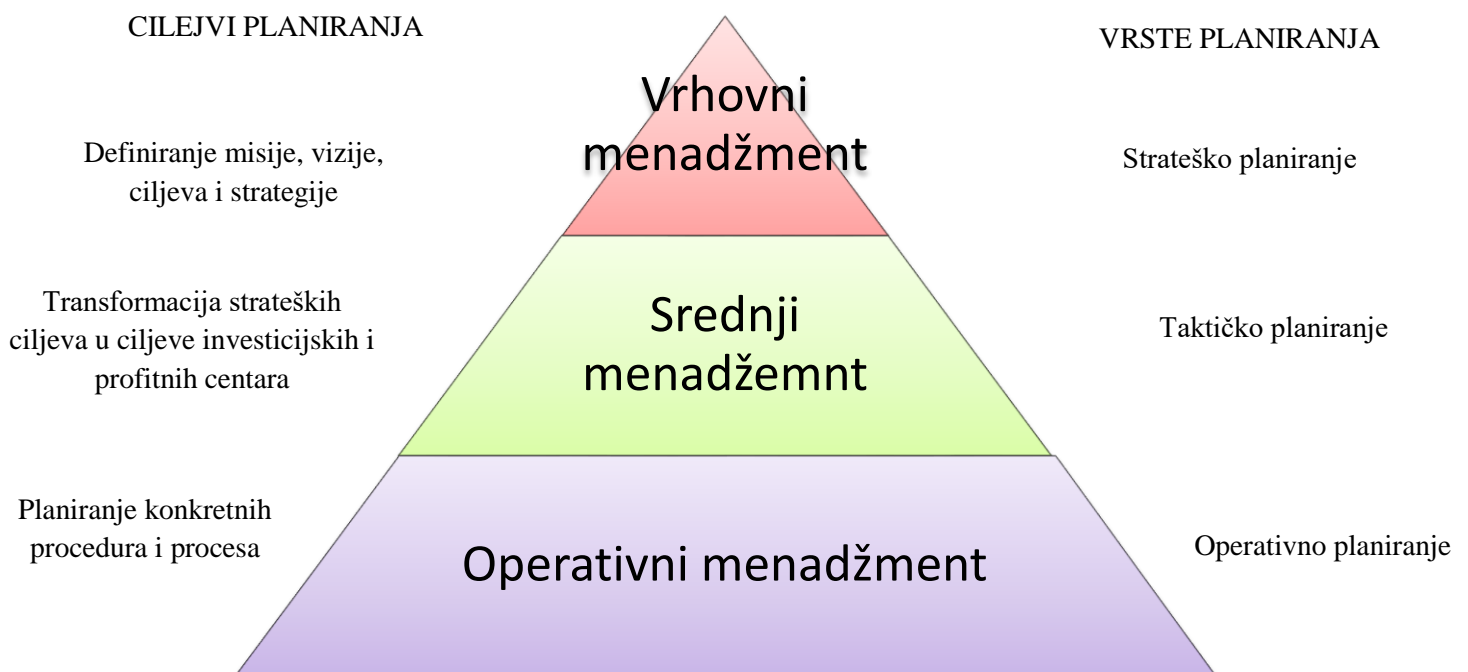 CILEJVI PLANIRANJA
VRSTE PLANIRANJA
Vrhovni
menadžment
Definiranje misije, vizije,
ciljeva i strategije
Strateško planiranje
Transformacija strateških
ciljeva u ciljeve investicijskih i
profitnih centara
Srednji
menadžemnt
Taktičko planiranje
Planiranje konkretnih
procedura i procesa
Operativni menadžment
Operativno planiranje